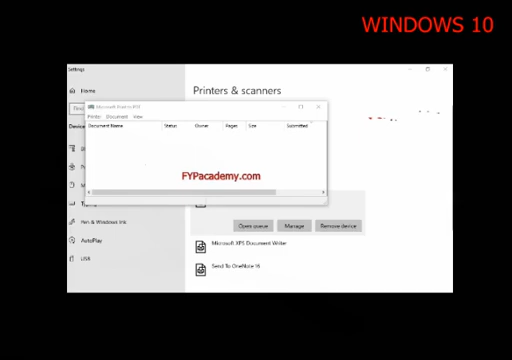 WINDOWS 10
Settings
Home
Printers & scanners
Microsoft Print to PDF
Printer Document View
Document Name Status Owner Pages Size Submitted
FYPacademy.com
Open queue Manage Remove device
Pen & Windows Ink
Microsoft XPS Document Writer
AutoPlay
USB
Send To OneNote 16